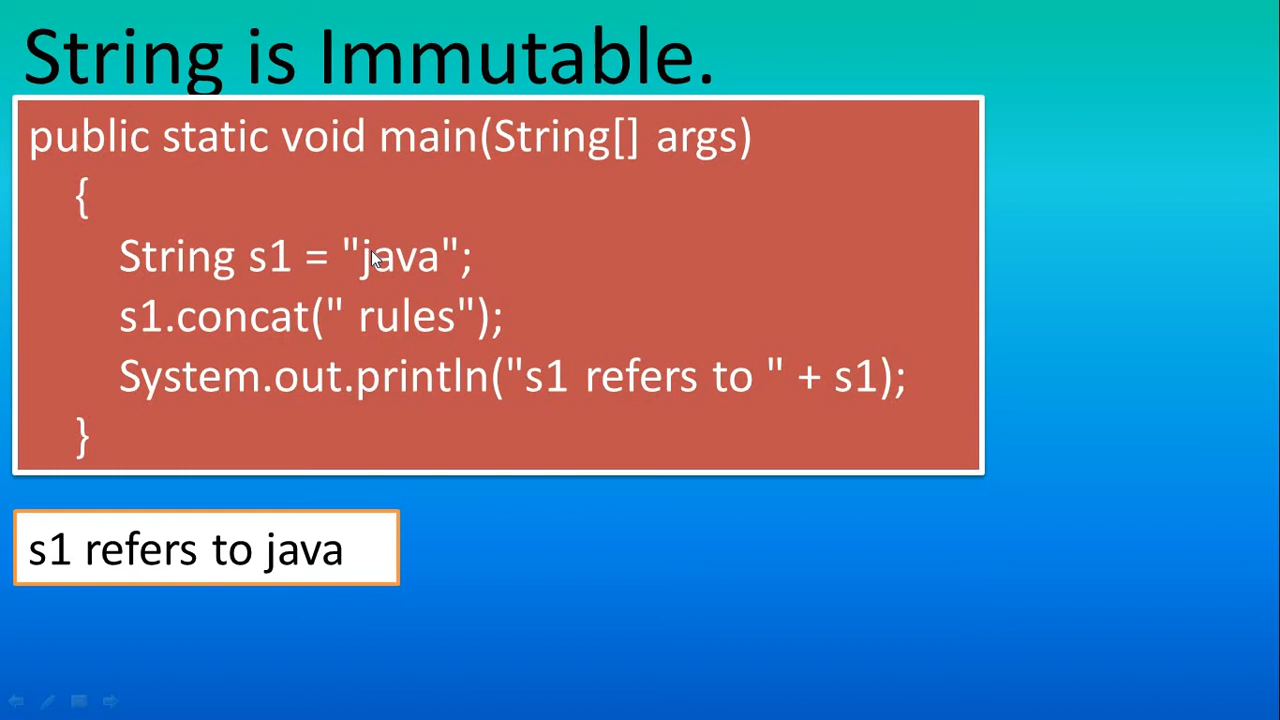 String is Immutable.
public static void main(String[] args)
{
String s1 = "java";
s1.concat(" rules");
System.out.println("s1 refers to " + s1);
}
s1 refers to java